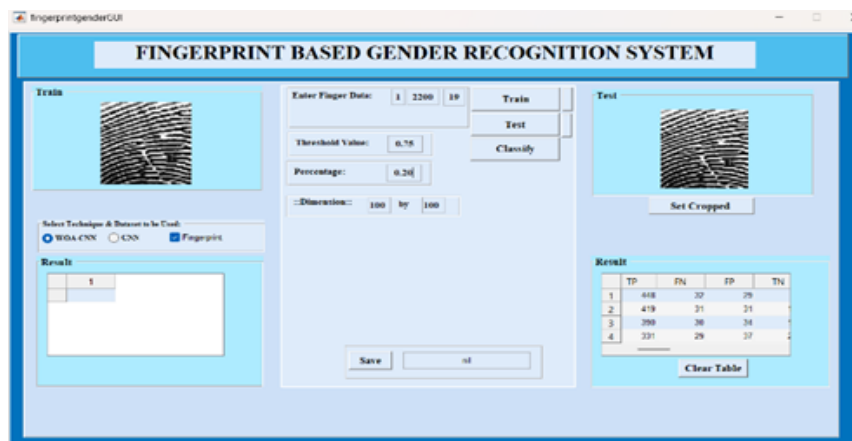 fingerprintgenderGUI
FINGERPRINT BASED GENDER RECOGNITION SYSTEM
Train
Select Technique & Dataset to be Used:
WOA-CNN CNN Fingerprint
Result
1
Enter Finger Data: 1 2200 19
Threshold Value: 0.75
Percentage: 0.20
::Dimension:: 100 by 100
Train
Test
Classify
Save nil
Test
Set Cropped
Result
TP FN FP TN
1 448 32 29
2 419 31 31
3 390 30 34
4 331 29 37
Clear Table